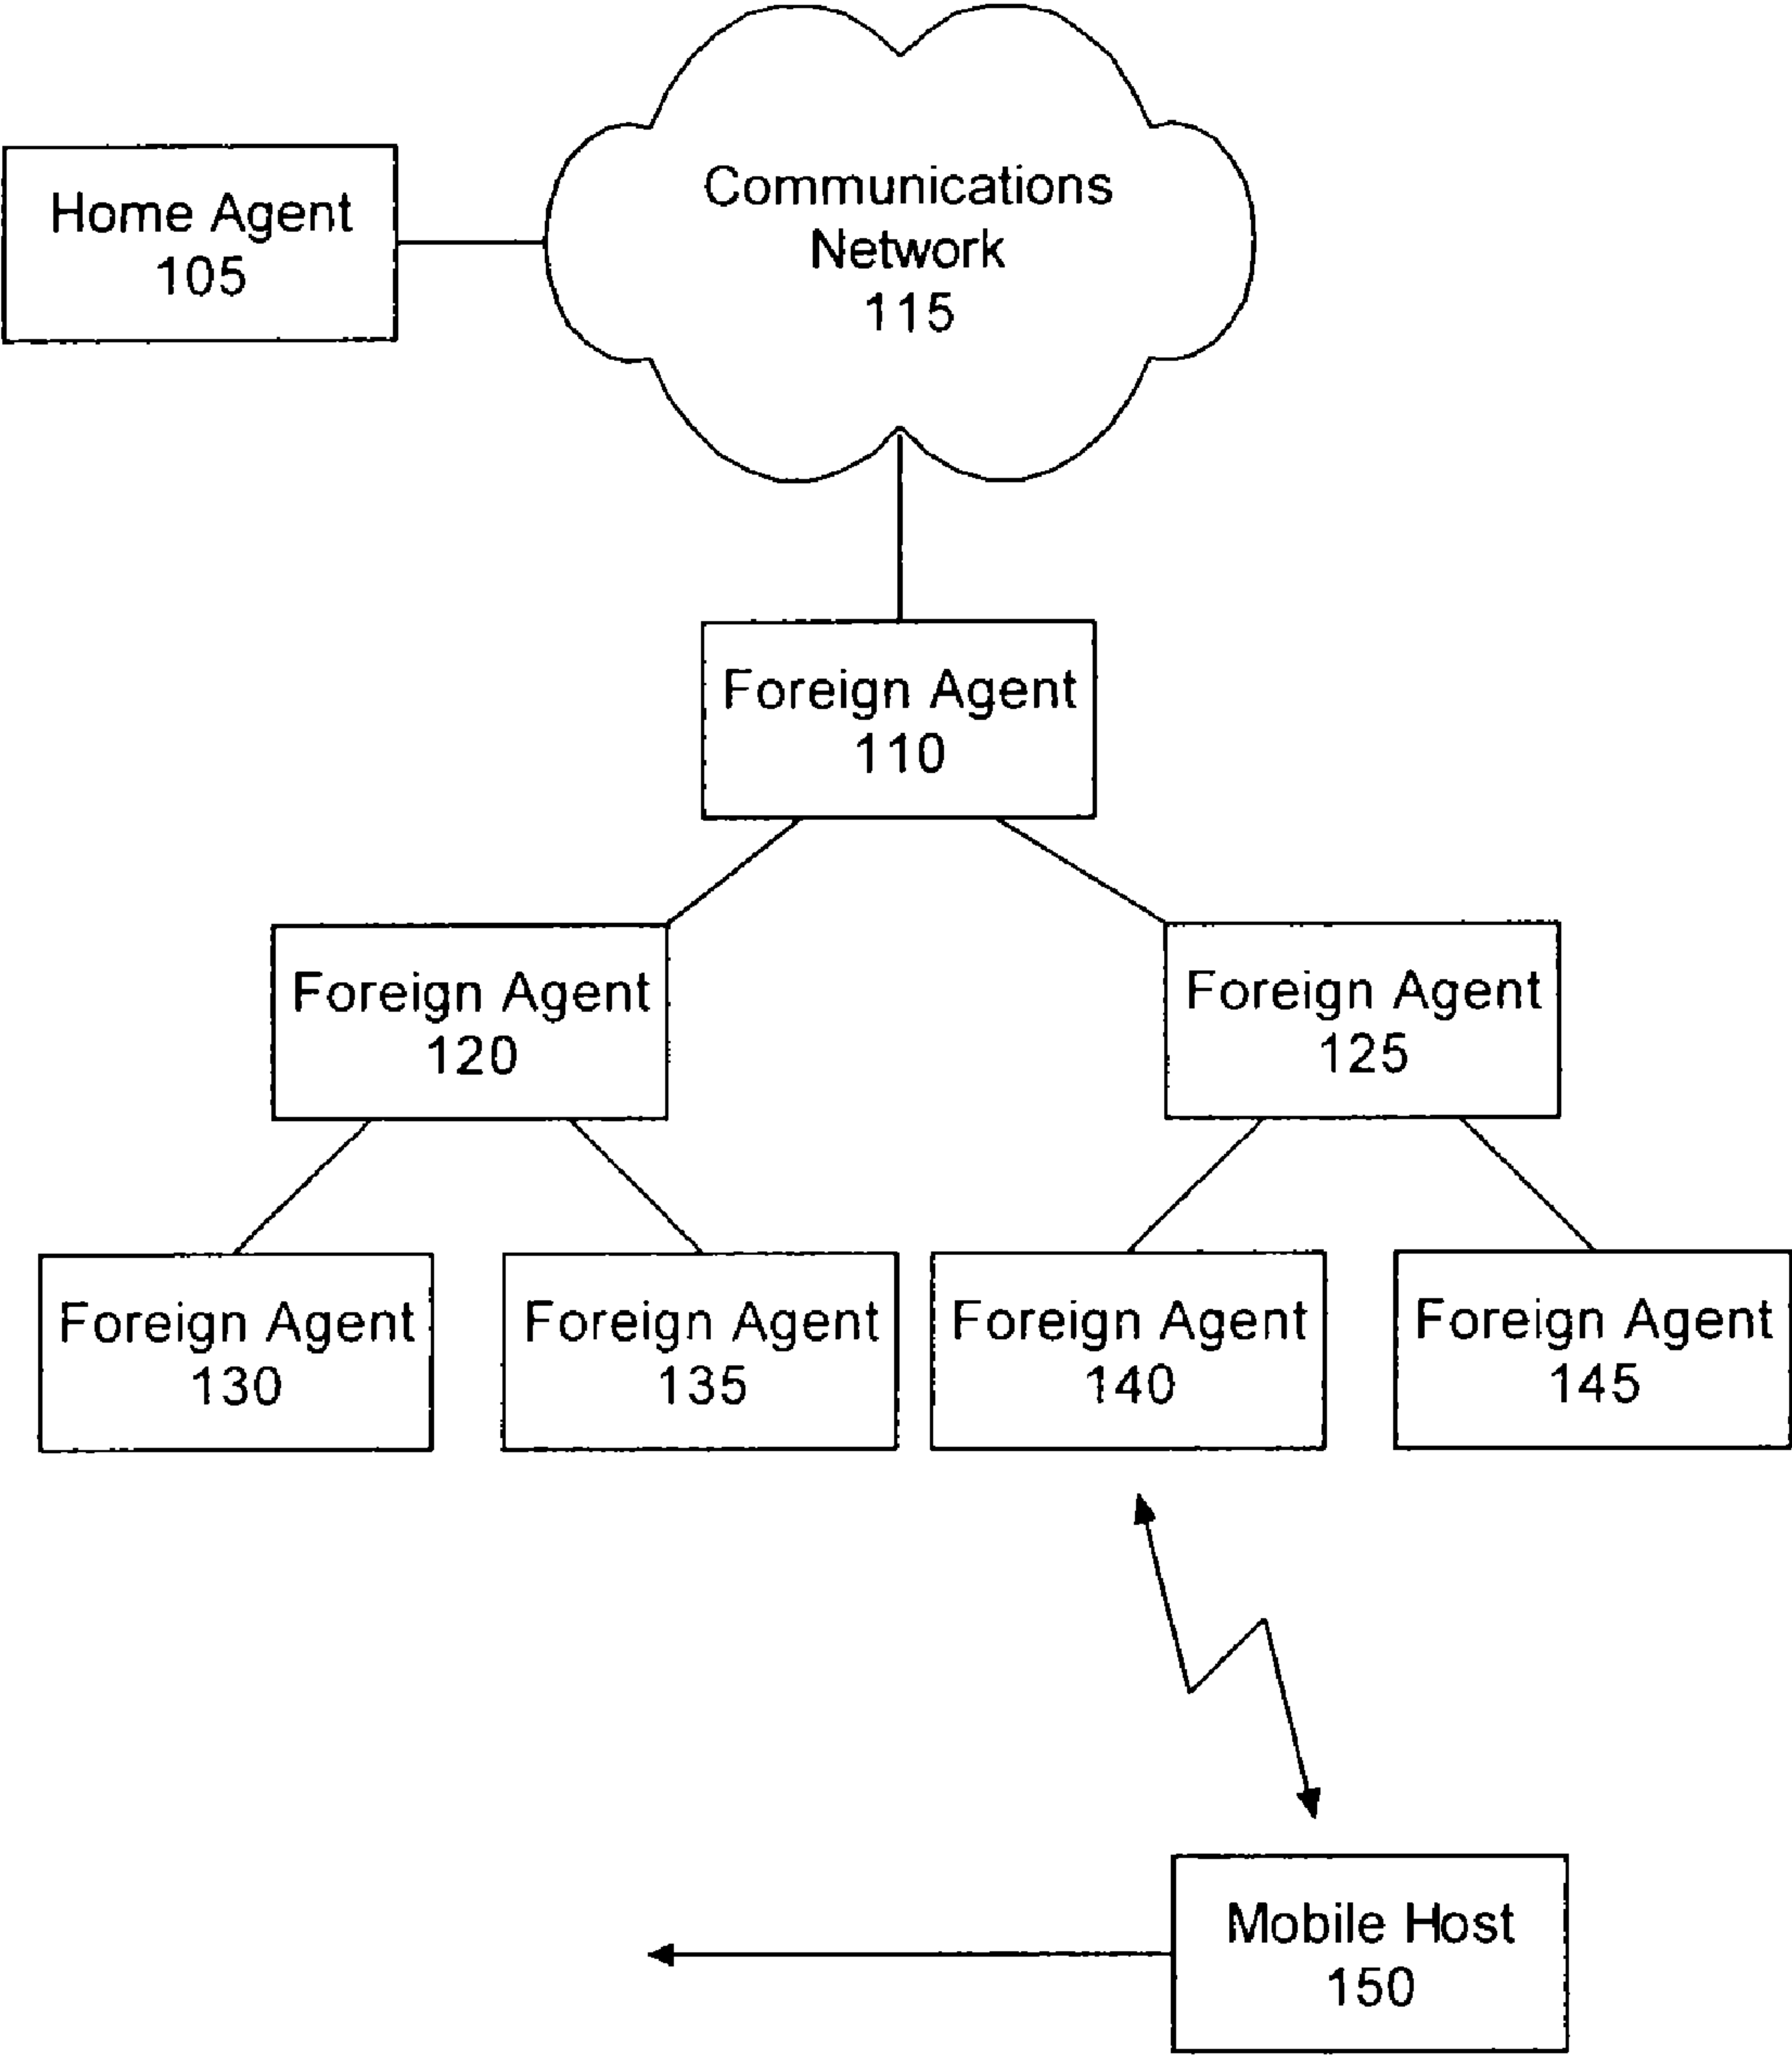 Communications
Network
115
Home Agent
105
Foreign Agent
110
Foreign Agent
120
Foreign Agent
125
Foreign Agent
130
Foreign Agent
135
Foreign Agent
140
Foreign Agent
145
Mobile Host
150